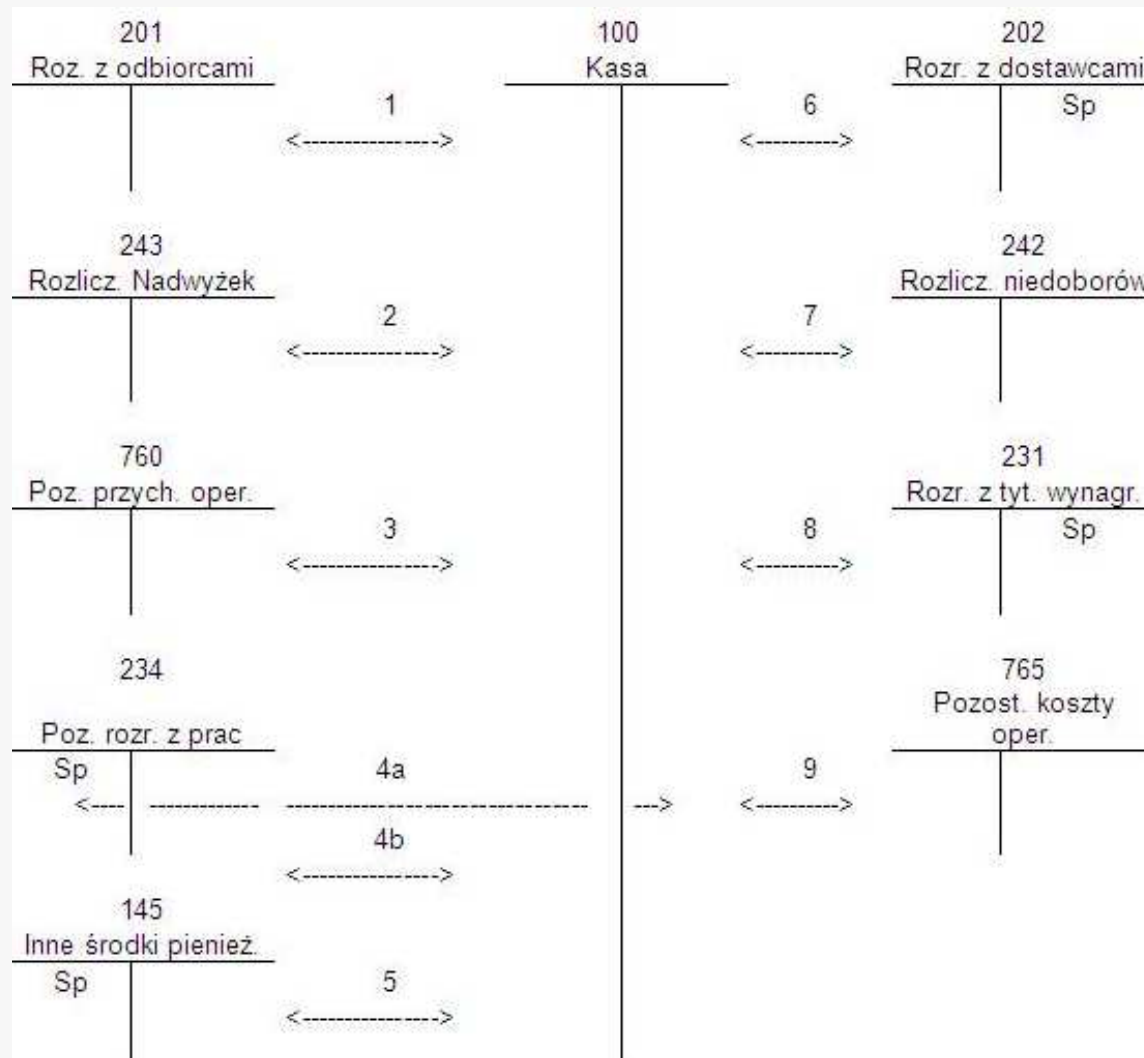 201
Roz. z odbiorcami
100
Kasa
202
Rozr. z dostawcami
Sp
1
6
243
Rozlicz. Nadwyżek
242
Rozlicz. niedoborów
2
7
760
Poz. przych. oper.
231
Rozr. z tyt. wynagr.
Sp
3
8
234
Poz. rozr. z prac
Sp
765
Pozost. koszty
oper.
4a
9
4b
145
Inne środki pienięż.
Sp
5